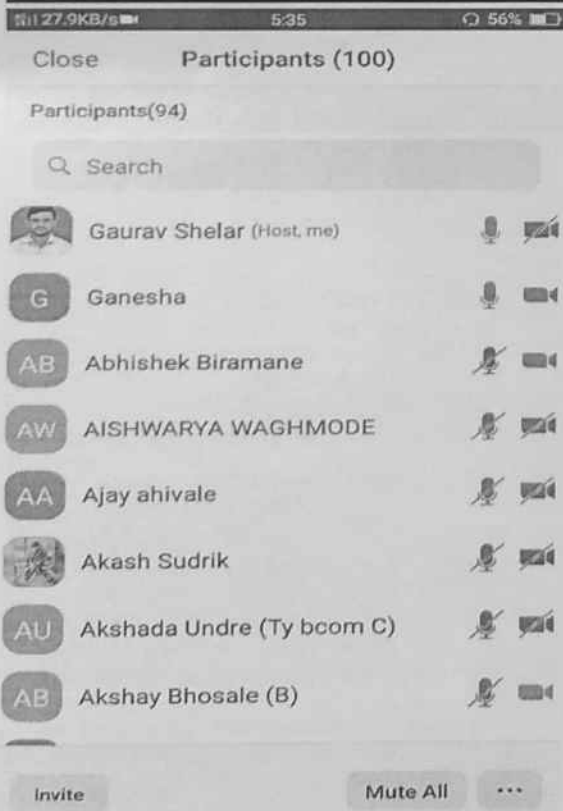 27.9KB/s 5:35 56%
Close Participants (100)
Participants(94)
Search
Gaurav Shelar (Host, me)
G Ganesha
AB Abhishek Biramane
AW AISHWARYA WAGHMODE
AA Ajay ahivale
Akash Sudrik
AU Akshada Undre (Ty bcom C)
AB Akshay Bhosale (B)
Invite Mute All ...